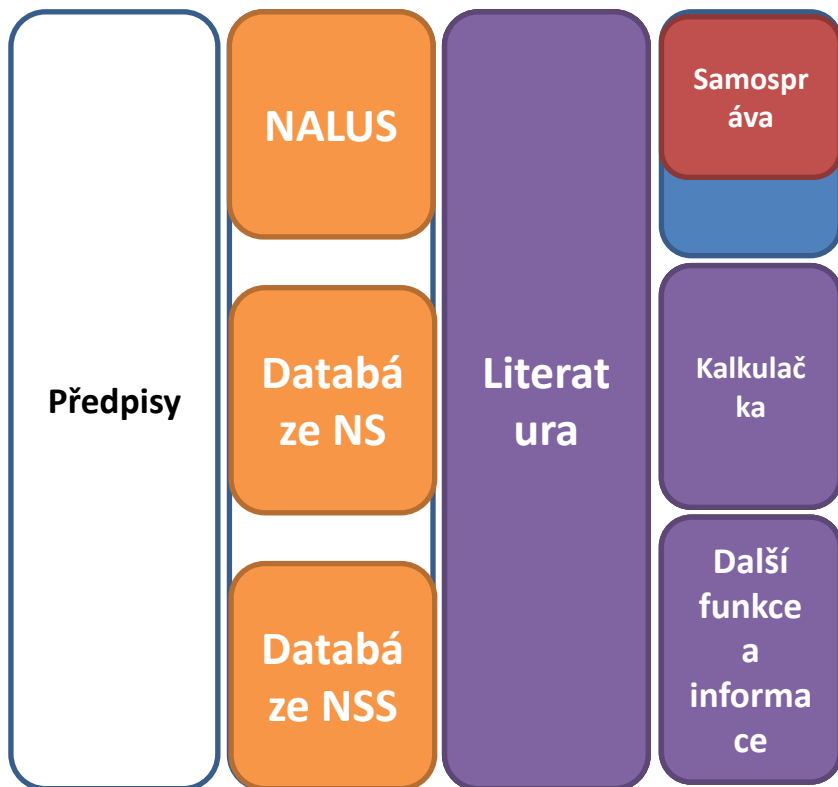 Předpisy
NALUS
Databá
ze NS
Databá
ze NSS
Literat
ura
Samospr
áva
Kalkulač
ka
Další
funkce
a
informa
ce